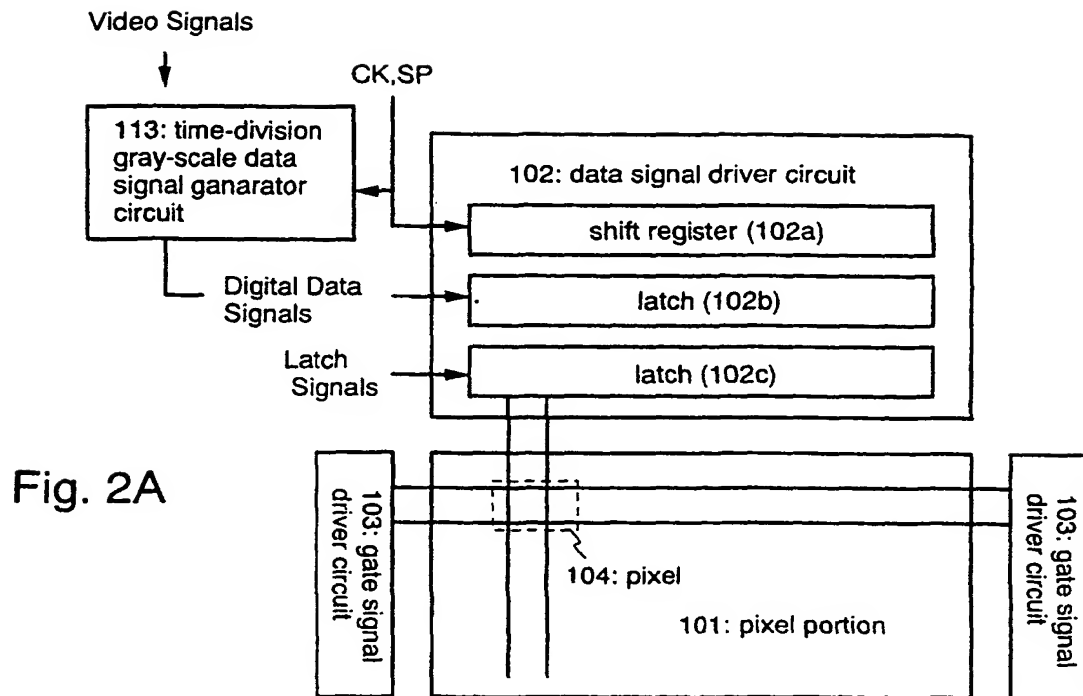 Video Signals
CK,SP
113: time-division
gray-scale data
signal ganarator
circuit
102: data signal driver circuit
shift register (102a)
Digital Data
Signals
latch (102b)
Latch
Signals
latch (102c)
Fig. 2A
103: gate signal
driver circuit
104: pixel
101: pixel portion
103: gate signal
driver circuit